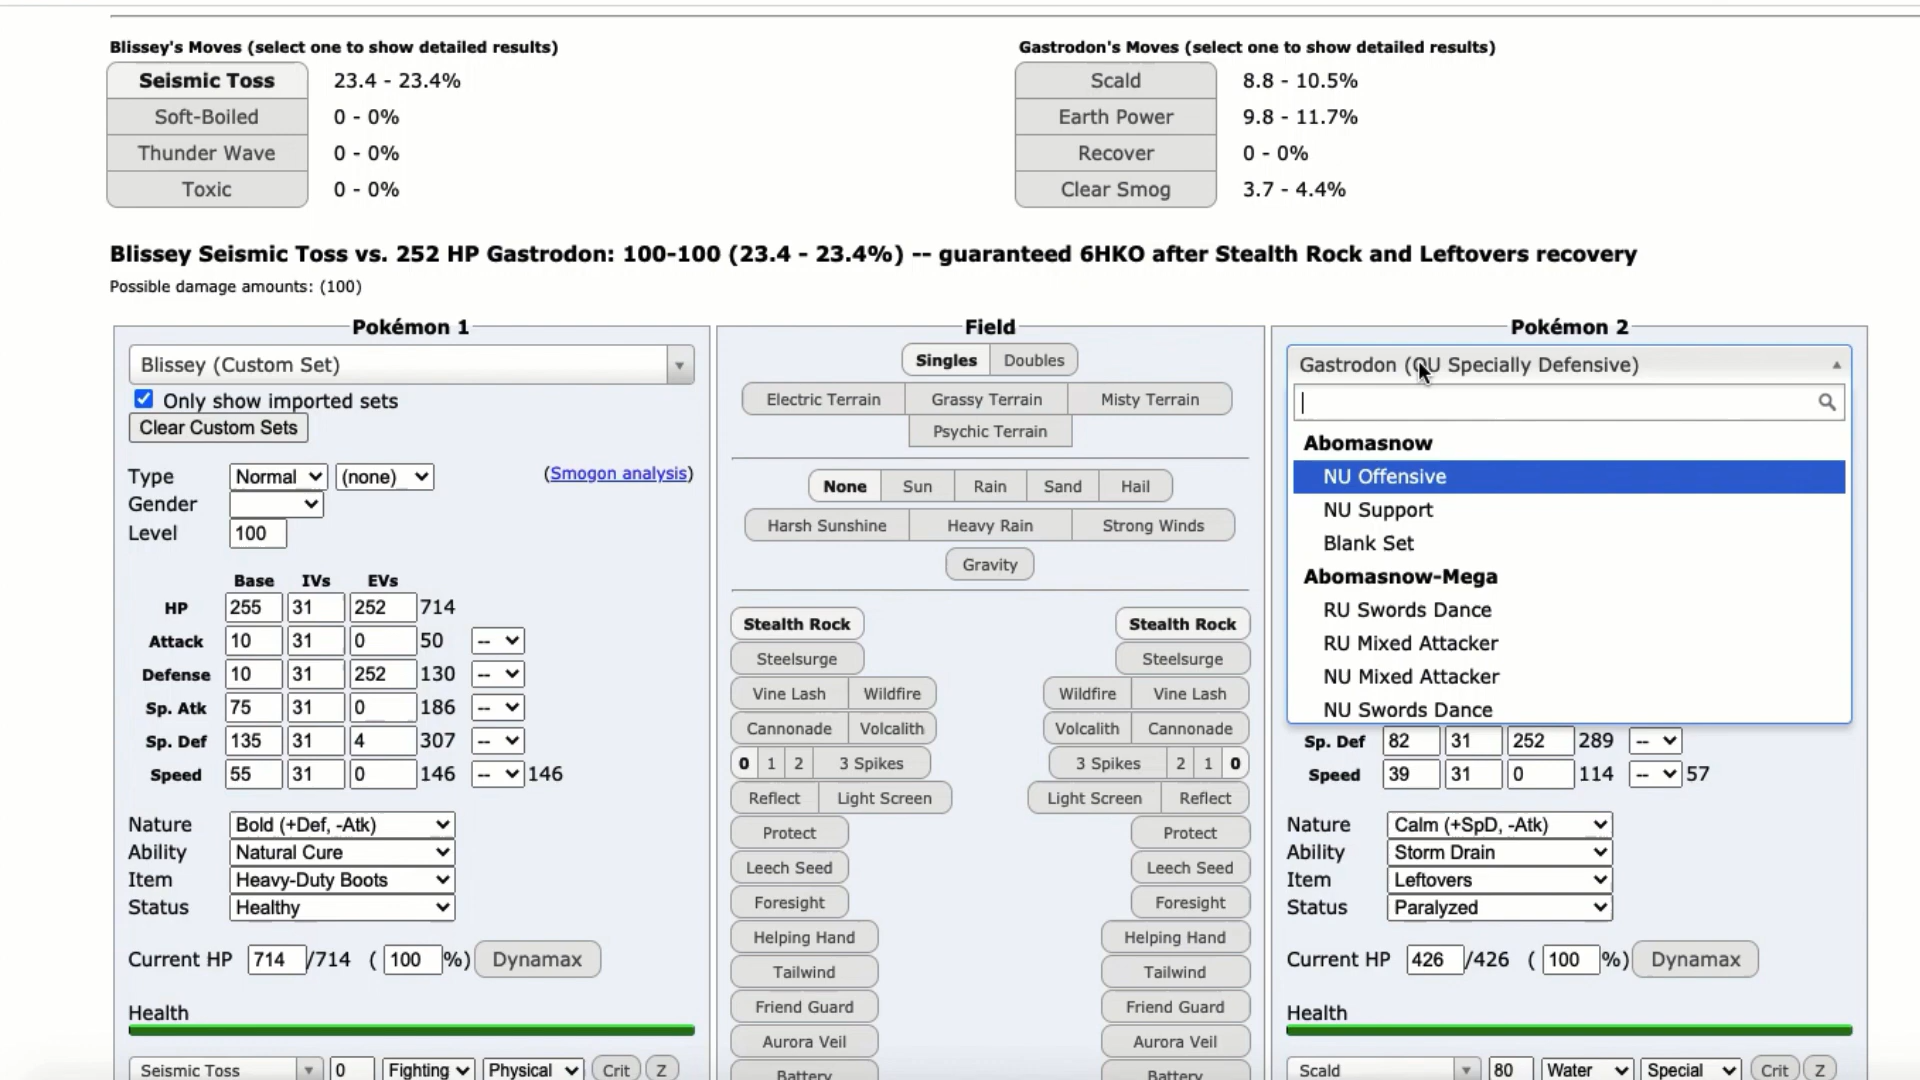 Blissey's Moves (select one to show detailed results)
Seismic Toss 23.4 - 23.4%
Soft-Boiled 0 - 0%
Thunder Wave 0 - 0%
Toxic 0 - 0%
Gastrodon's Moves (select one to show detailed results)
Scald 8.8 - 10.5%
Earth Power 9.8 - 11.7%
Recover 0 - 0%
Clear Smog 3.7 - 4.4%
Blissey Seismic Toss vs. 252 HP Gastrodon: 100-100 (23.4 - 23.4%) -- guaranteed 6HKO after Stealth Rock and Leftovers recovery
Possible damage amounts: (100)
Pokémon 1
Blissey (Custom Set)
Only show imported sets
Clear Custom Sets
Type Normal (none) (Smogon analysis)
Gender
Level 100
Base IVs EVs
HP 255 31 252 714
Attack 10 31 0 50 --
Defense 10 31 252 130 --
Sp. Atk 75 31 0 186 --
Sp. Def 135 31 4 307 --
Speed 55 31 0 146 -- 146
Nature Bold (+Def, -Atk)
Ability Natural Cure
Item Heavy-Duty Boots
Status Healthy
Current HP 714 /714 ( 100 %) Dynamax
Health
Seismic Toss 0 Fighting Physical Crit Z
Field
Singles Doubles
Electric Terrain Grassy Terrain Misty Terrain
Psychic Terrain
None Sun Rain Sand Hail
Harsh Sunshine Heavy Rain Strong Winds
Gravity
Stealth Rock Stealth Rock
Steelsurge Steelsurge
Vine Lash Wildfire Wildfire Vine Lash
Cannonade Volcalith Volcalith Cannonade
0 1 2 3 Spikes 3 Spikes 2 1 0
Reflect Light Screen Light Screen Reflect
Protect Protect
Leech Seed Leech Seed
Foresight Foresight
Helping Hand Helping Hand
Tailwind Tailwind
Friend Guard Friend Guard
Aurora Veil Aurora Veil
Battery Battery
Pokémon 2
Gastrodon (OU Specially Defensive)
Abomasnow
NU Offensive
NU Support
Blank Set
Abomasnow-Mega
RU Swords Dance
RU Mixed Attacker
NU Mixed Attacker
NU Swords Dance
Sp. Def 82 31 252 289 --
Speed 39 31 0 114 -- 57
Nature Calm (+SpD, -Atk)
Ability Storm Drain
Item Leftovers
Status Paralyzed
Current HP 426 /426 ( 100 %) Dynamax
Health
Scald 80 Water Special Crit Z